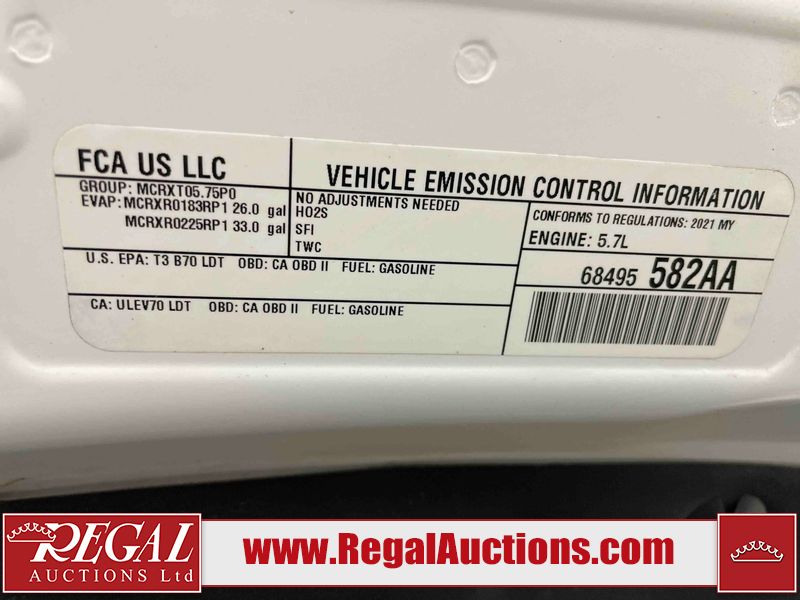 FCA US LLC
VEHICLE EMISSION CONTROL INFORMATION
GROUP: MCRXT05.75P0
EVAP: MCRXR0183RP1 26.0 gal
MCRXR0225RP1 33.0 gal
NO ADJUSTMENTS NEEDED
HO2S
SFI
TWC
CONFORMS TO REGULATIONS: 2021 MY
ENGINE: 5.7L
U.S. EPA: T3 B70 LDT OBD: CA OBD II FUEL: GASOLINE
68495 582AA
CA: ULEV70 LDT OBD: CA OBD II FUEL: GASOLINE
REGAL
AUCTIONS Ltd
www.RegalAuctions.com